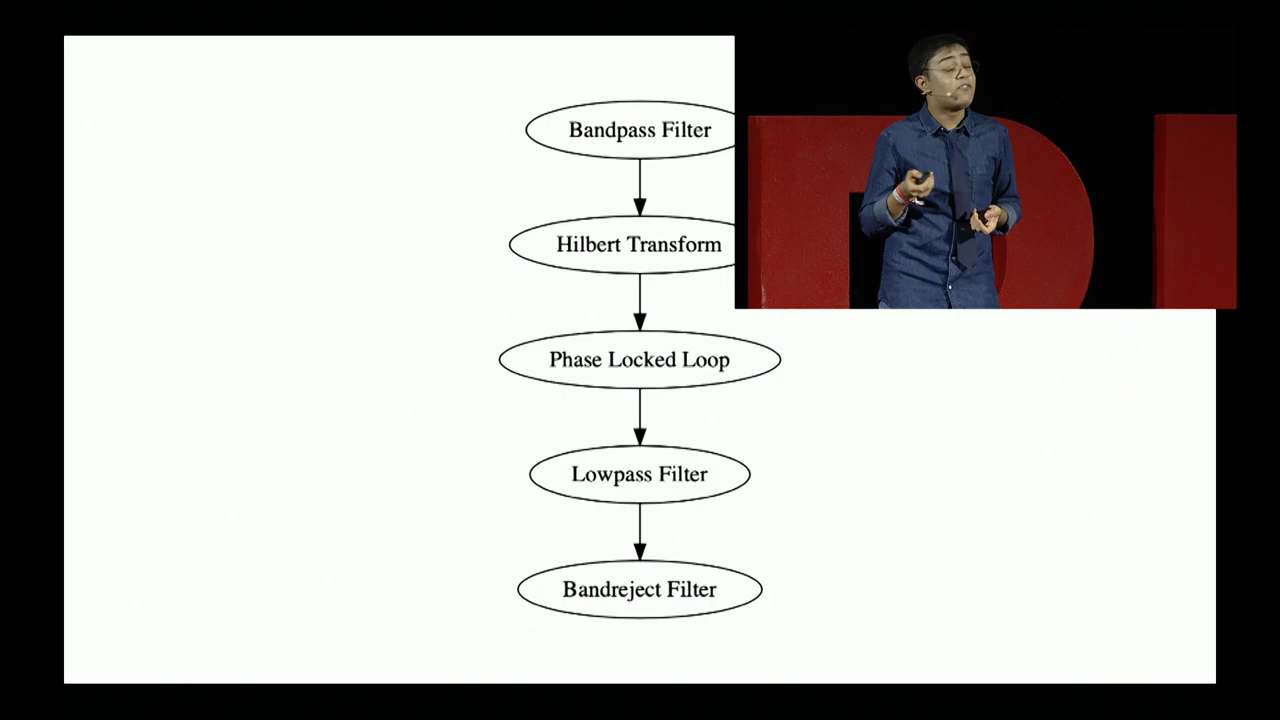 Bandpass Filter
Hilbert Transform
Phase Locked Loop
Lowpass Filter
Bandreject Filter